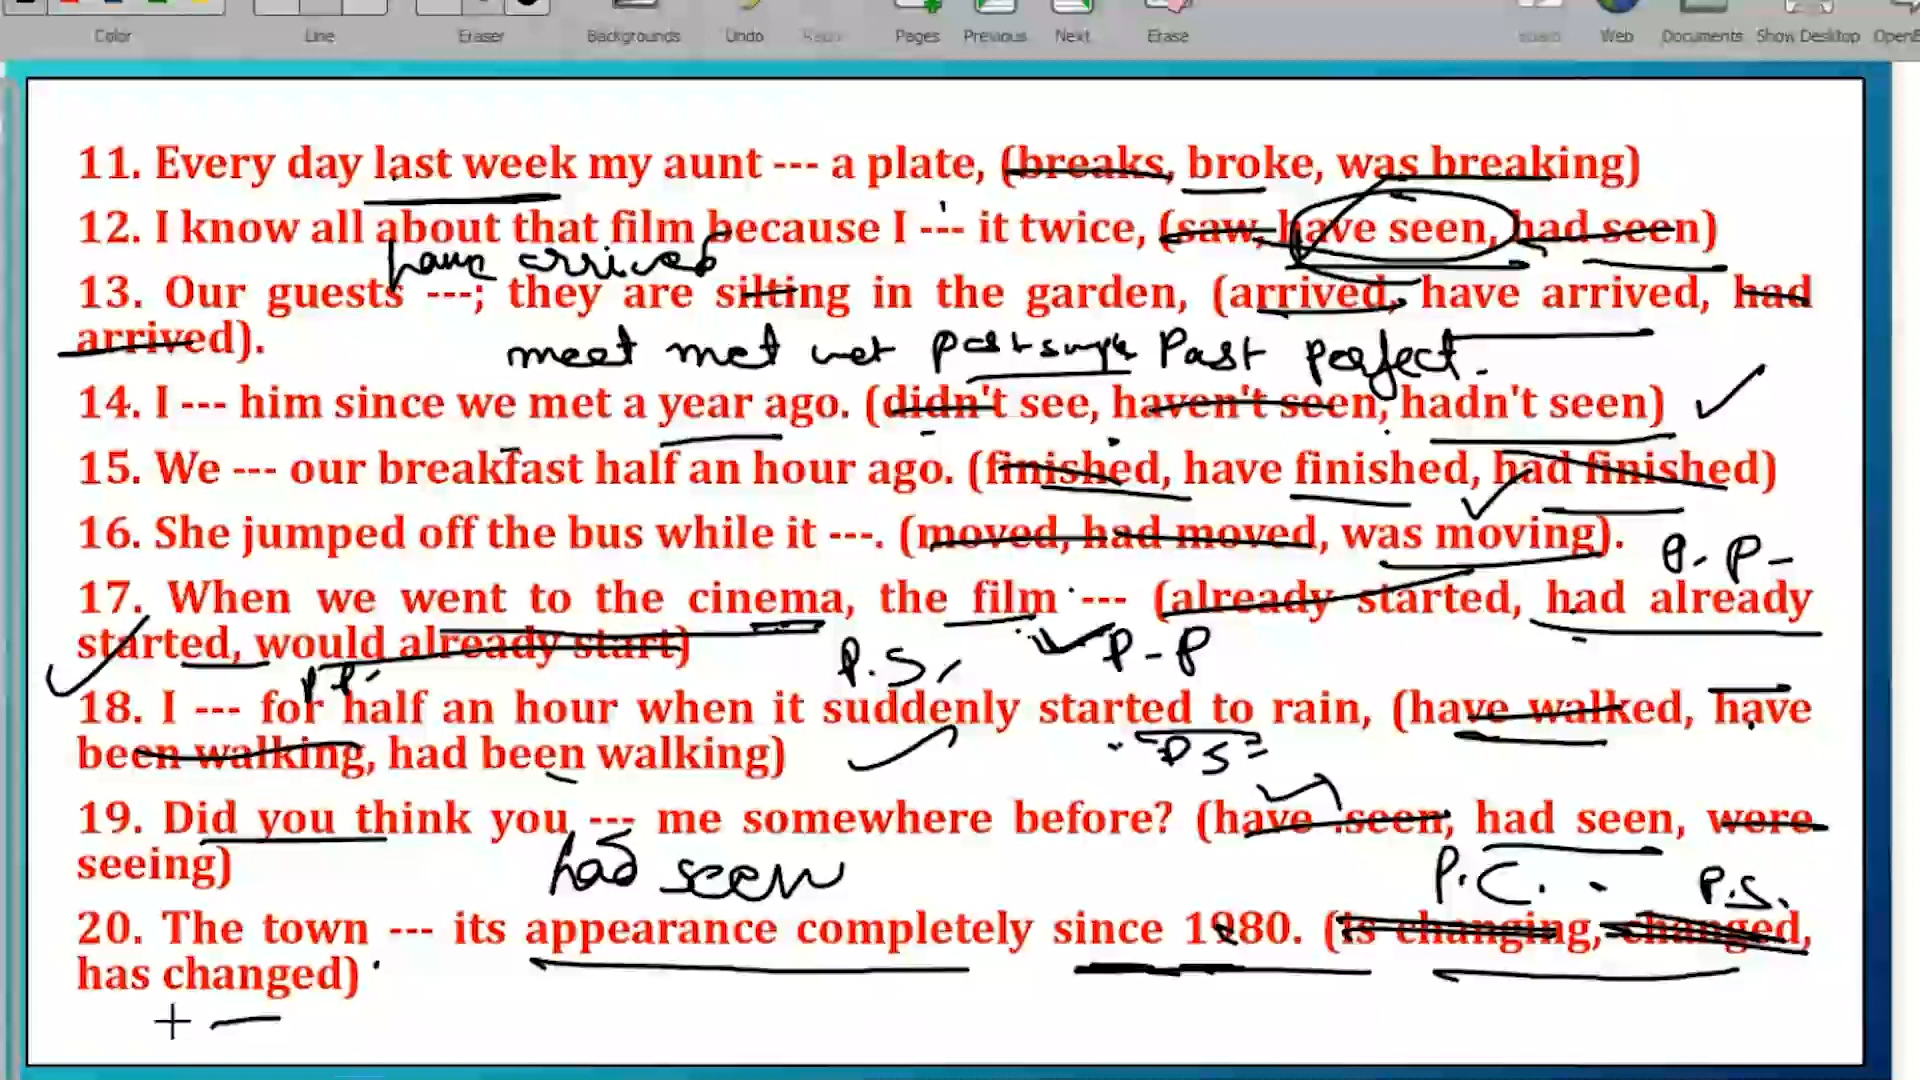 Color Line Eraser Backgrounds Undo Redo Pages Previous Next Erase Board Web Documents Show Desktop
11. Every day last week my aunt --- a plate, (breaks, broke, was breaking)
12. I know all about that film because I --- it twice, (saw, have seen, had seen)
have arrived
13. Our guests ---; they are sitting in the garden, (arrived, have arrived, had
arrived).
meet met met Past simple Past perfect.
14. I --- him since we met a year ago. (didn't see, haven't seen, hadn't seen)
15. We --- our breakfast half an hour ago. (finished, have finished, had finished)
16. She jumped off the bus while it ---. (moved, had moved, was moving).
P. P-
17. When we went to the cinema, the film --- (already started, had already
started, would already start)
P.S. P-P
P.P.
18. I --- for half an hour when it suddenly started to rain, (have walked, have
been walking, had been walking)
P S
19. Did you think you --- me somewhere before? (have seen, had seen, were
seeing)
had seen P.C. - P.S.
20. The town --- its appearance completely since 1980. (is changing, changed,
has changed)